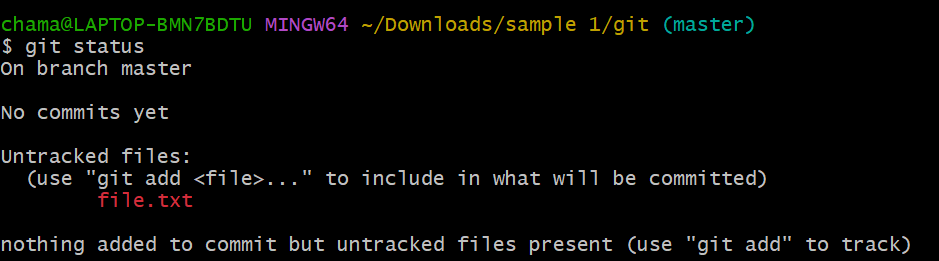 chama@LAPTOP-BMN7BDTU MINGW64 ~/Downloads/sample 1/git (master)
$ git status
On branch master

No commits yet

Untracked files:
  (use "git add <file>..." to include in what will be committed)
        file.txt

nothing added to commit but untracked files present (use "git add" to track)